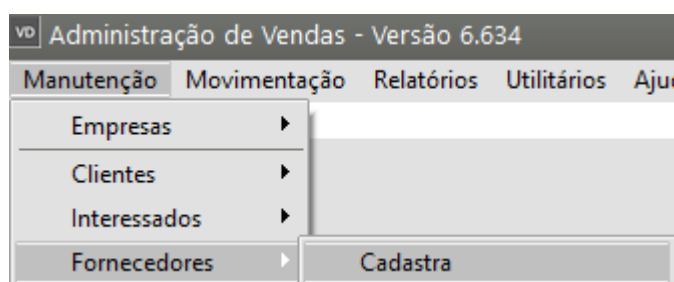 VD Administração de Vendas - Versão 6.634
Manutenção Movimentação Relatórios Utilitários
Empresas
Clientes
Interessados
Fornecedores Cadastra